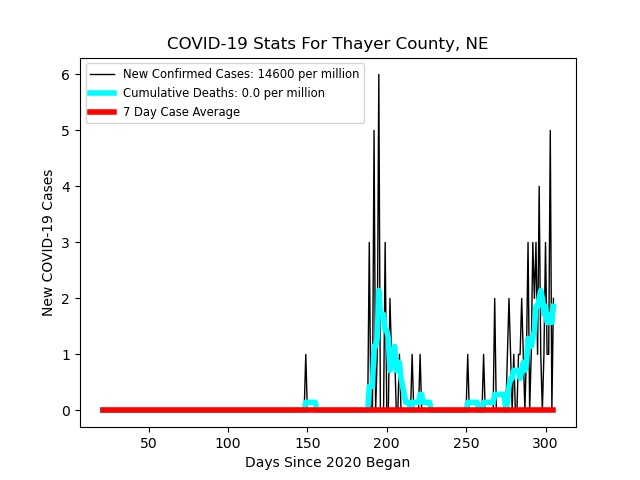 COVID-19 Stats For Thayer County, NE
New Confirmed Cases: 14600 per million
Cumulative Deaths: 0.0 per million
7 Day Case Average
New COVID-19 Cases
6
5
4
3
2
1
0
50 100 150 200 250 300
Days Since 2020 Began